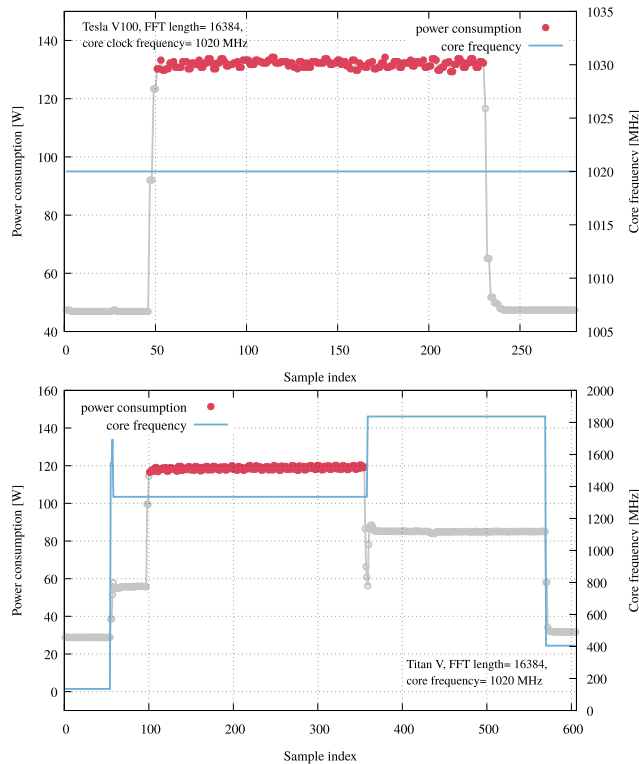 Tesla V100, FFT length= 16384,
core clock frequency= 1020 MHz
power consumption
core frequency
Power consumption [W]
150
140
120
100
80
60
40
1035
1030
1025
1020
1015
1010
1005
Core frequency [MHz]
0 50 100 150 200 250
Sample index
power consumption
core frequency
Power consumption [W]
160
140
120
100
80
60
40
20
0
2000
1800
1600
1400
1200
1000
800
600
400
200
0
Core frequency [MHz]
Titan V, FFT length= 16384,
core frequency= 1020 MHz
0 100 200 300 400 500 600
Sample index